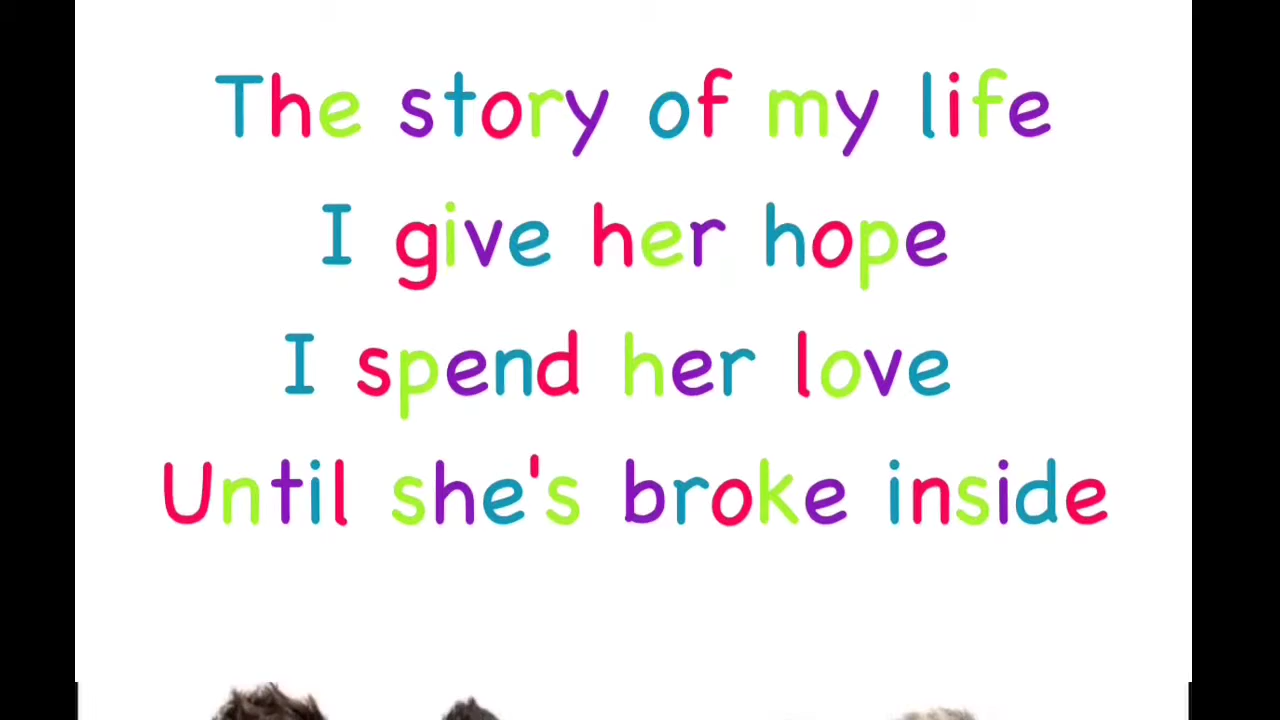 The story of my life
I give her hope
I spend her love
Until she's broke inside